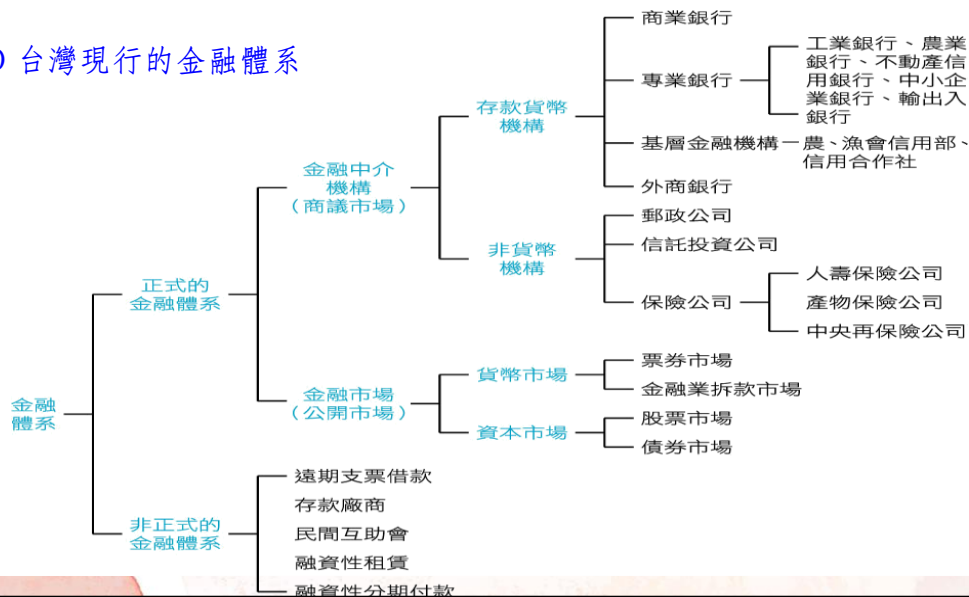 ) 台灣現行的金融體系
金融
體系
正式的
金融體系
金融中介
機構
(商議市場)
存款貨幣
機構
商業銀行
專業銀行
工業銀行、農業
銀行、不動產信
用銀行、中小企
業銀行、輸出入
銀行
基層金融機構
農、漁會信用部、
信用合作社
外商銀行
非貨幣
機構
郵政公司
信託投資公司
保險公司
人壽保險公司
產物保險公司
中央再保險公司
金融市場
(公開市場)
貨幣市場
票券市場
金融業拆款市場
資本市場
股票市場
債券市場
非正式的
金融體系
遠期支票借款
存款廠商
民間互助會
融資性租賃
融資性分期付款